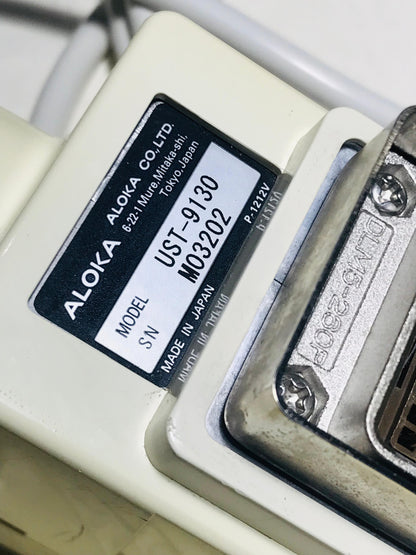 ALOKA ALOKA CO., LTD.
6-22-1 Mure, Mitaka-shi,
Tokyo, Japan
MODEL UST-9130
S N M03202
MADE IN JAPAN P.1212V